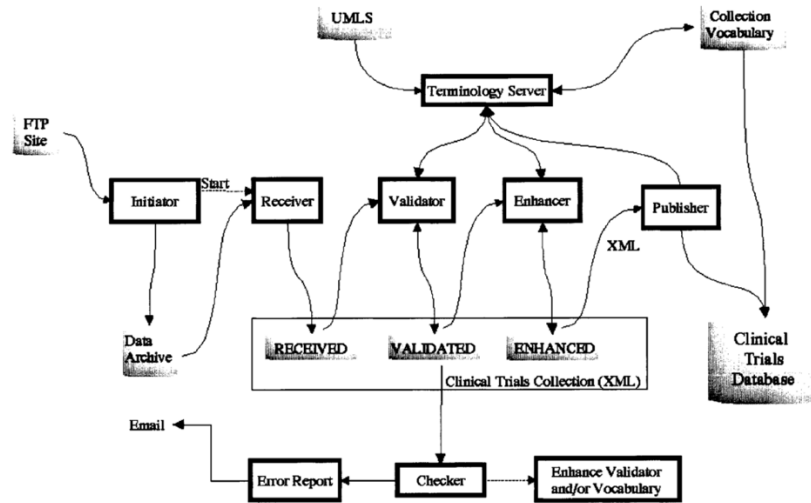 UMLS
Collection
Vocabulary
Terminology Server
FTP
Site
Start
Initiator
Receiver
Validator
Enhancer
Publisher
XML
Data
Archive
RECEIVED
VALIDATED
ENHANCED
Clinical Trials Collection (XML)
Clinical
Trials
Database
Email
Error Report
Checker
Enhance Validator
and/or Vocabulary